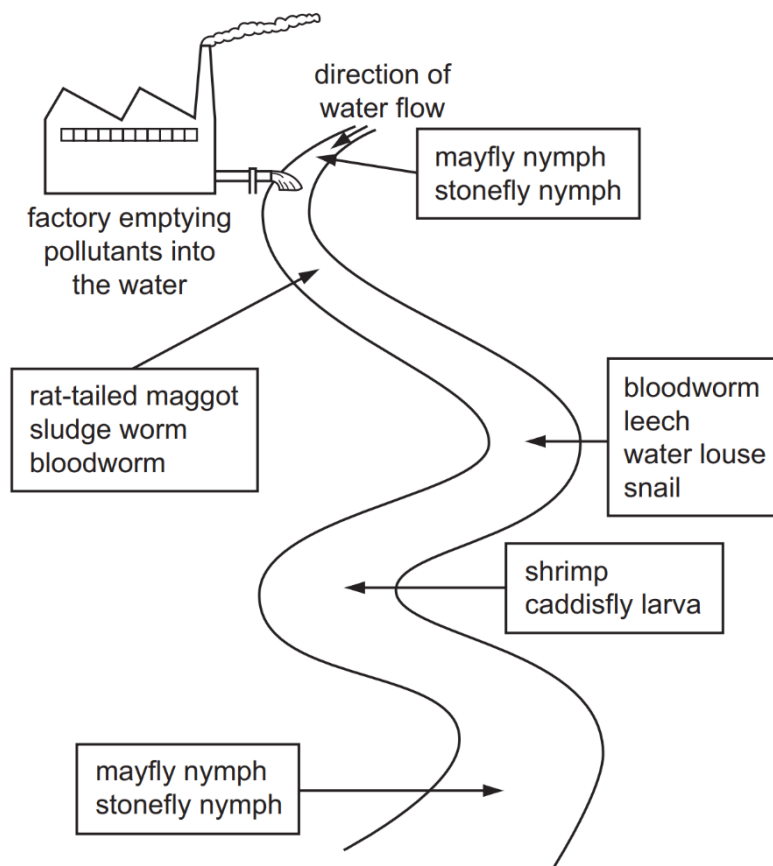 direction of
water flow
mayfly nymph
stonefly nymph
factory emptying
pollutants into
the water
rat-tailed maggot
sludge worm
bloodworm
bloodworm
leech
water louse
snail
shrimp
caddisfly larva
mayfly nymph
stonefly nymph